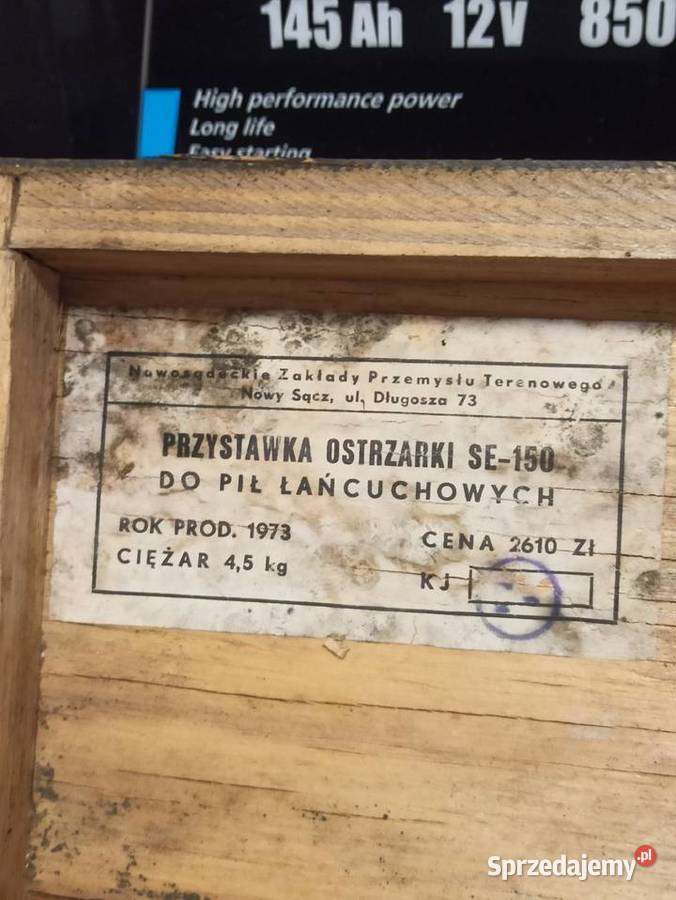 145 Ah 12V 850
High performance power
Long life
Easy starting
Nowosądeckie Zakłady Przemysłu Terenowego
Nowy Sącz, ul. Długosza 73
PRZYSTAWKA OSTRZARKI SE-150
DO PIŁ ŁAŃCUCHOWYCH
ROK PROD. 1973
CENA 2610 Zł
CIĘŻAR 4,5 kg
KJ
Sprzedajemy.pl